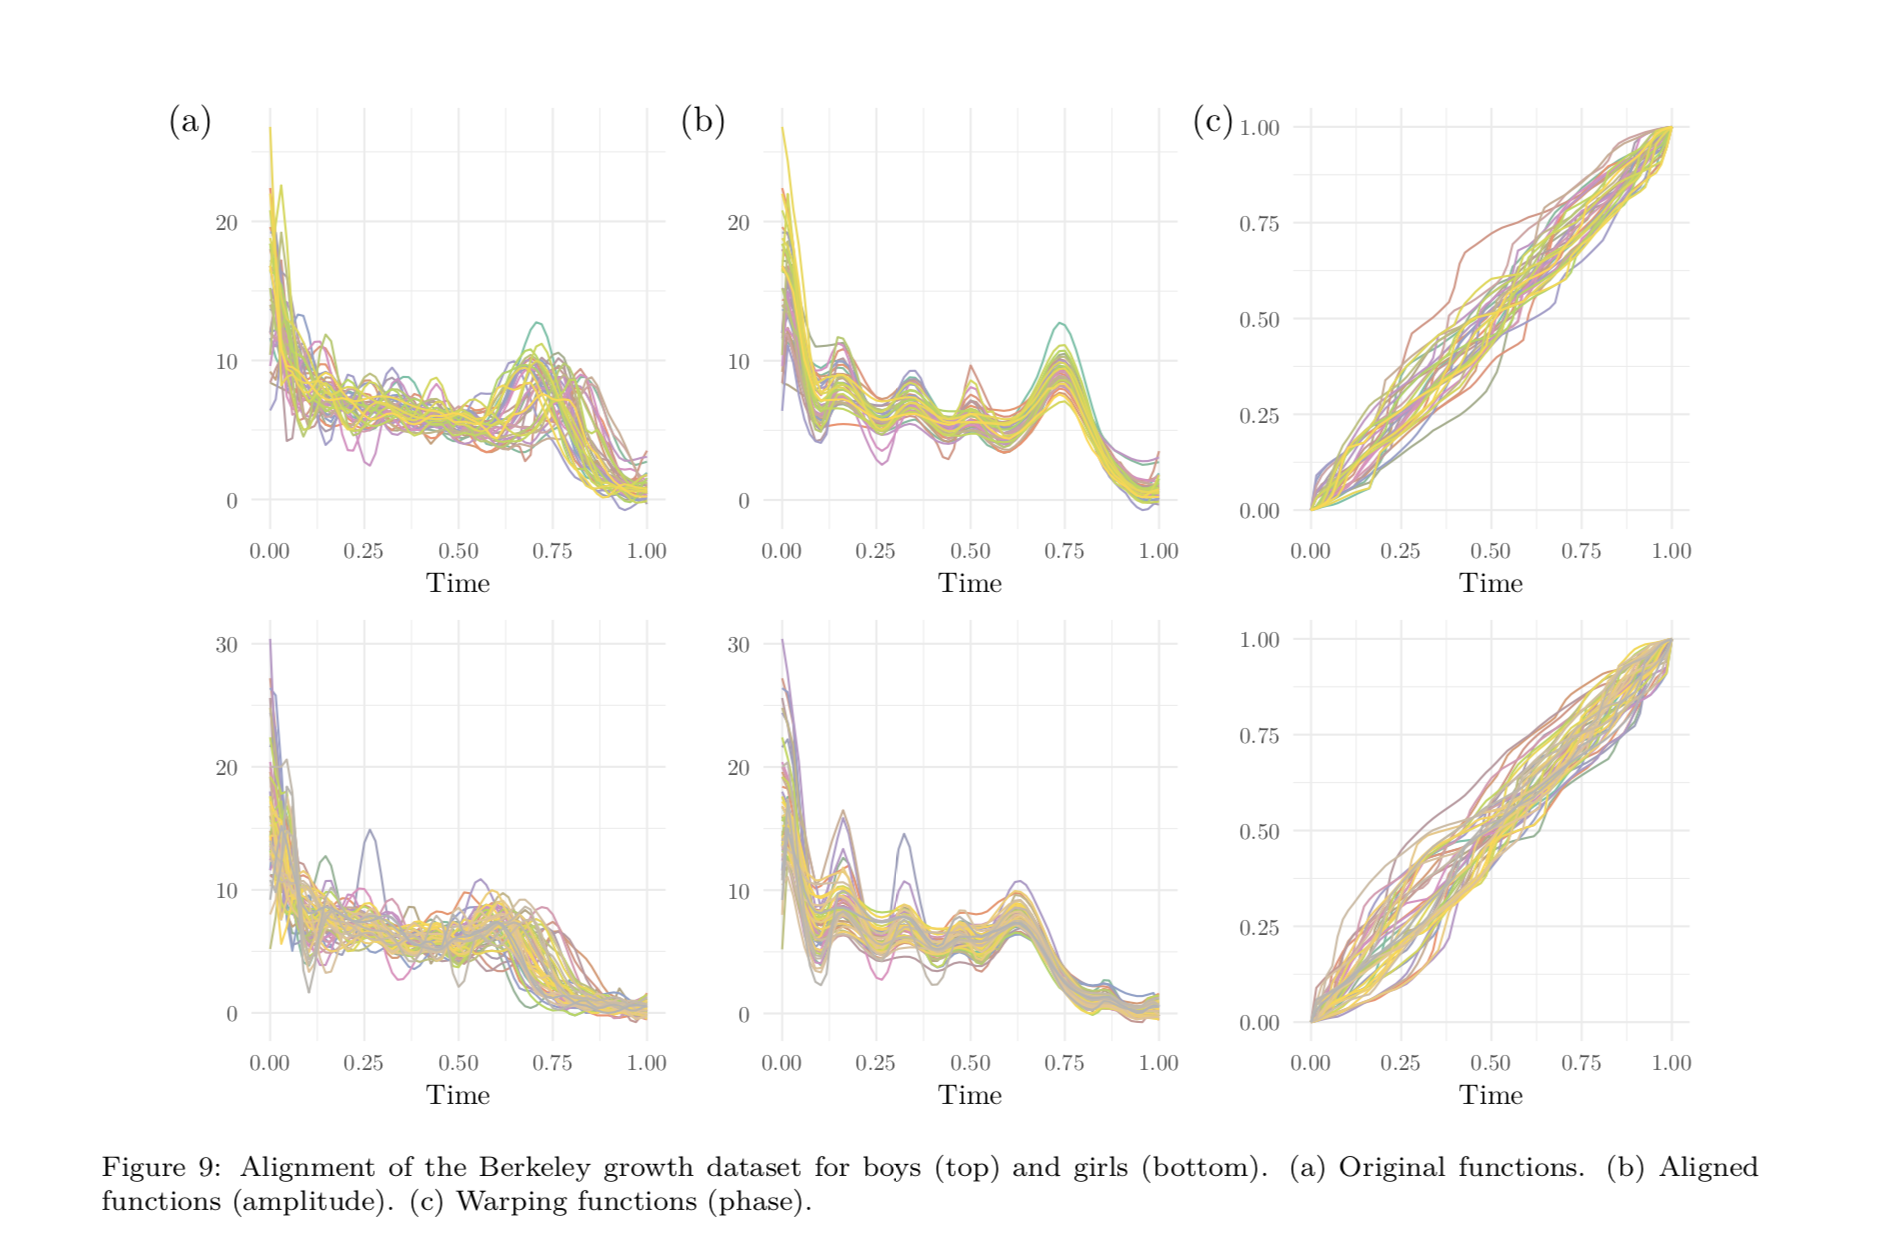 (a)
20
10
0
0.00 0.25 0.50 0.75 1.00
Time
(b)
20
10
0
0.00 0.25 0.50 0.75 1.00
Time
(c)
1.00
0.75
0.50
0.25
0.00
0.00 0.25 0.50 0.75 1.00
Time
30
20
10
0
0.00 0.25 0.50 0.75 1.00
Time
30
20
10
0
0.00 0.25 0.50 0.75 1.00
Time
1.00
0.75
0.50
0.25
0.00
0.00 0.25 0.50 0.75 1.00
Time
Figure 9: Alignment of the Berkeley growth dataset for boys (top) and girls (bottom). (a) Original functions. (b) Aligned
functions (amplitude). (c) Warping functions (phase).